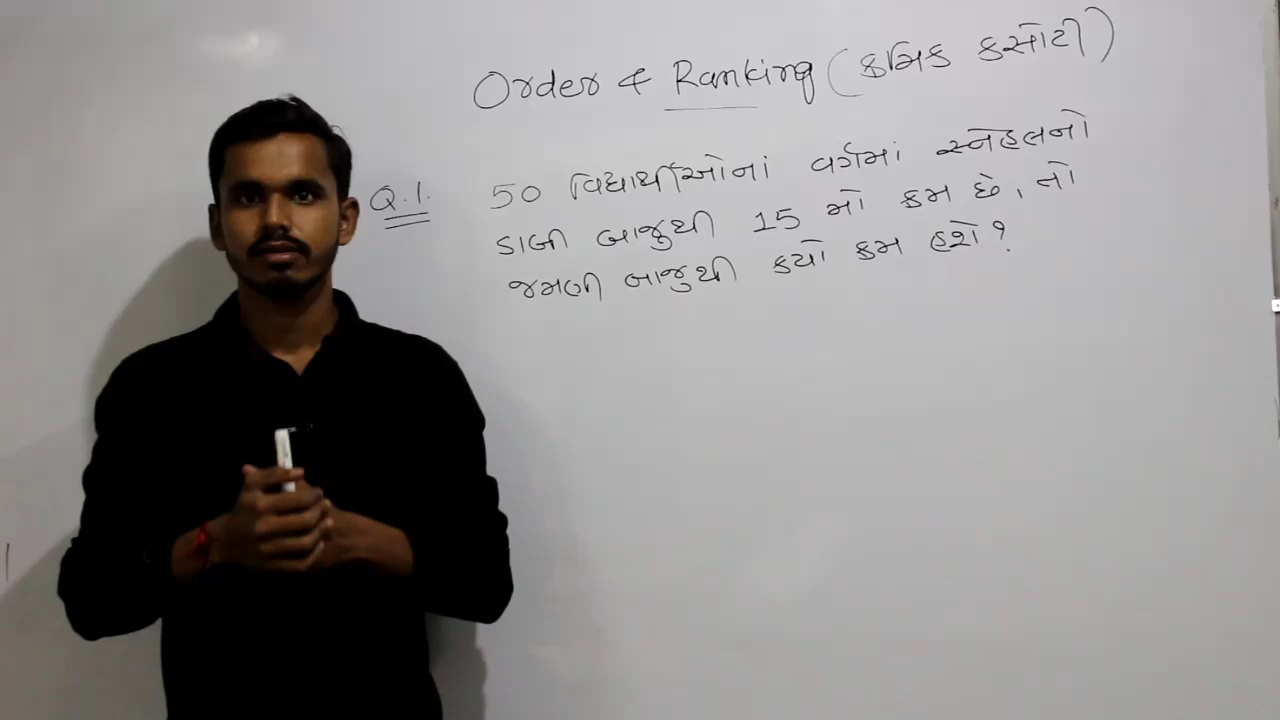 Order & Ranking (ક્રમિક કસોટી)
Q.1. 50 વિદ્યાર્થીઓનાં વર્ગમાં સ્નેહલનો
ડાબી બાજુથી 15 મો ક્રમ છે, તો
જમણી બાજુથી કયો ક્રમ હશે?